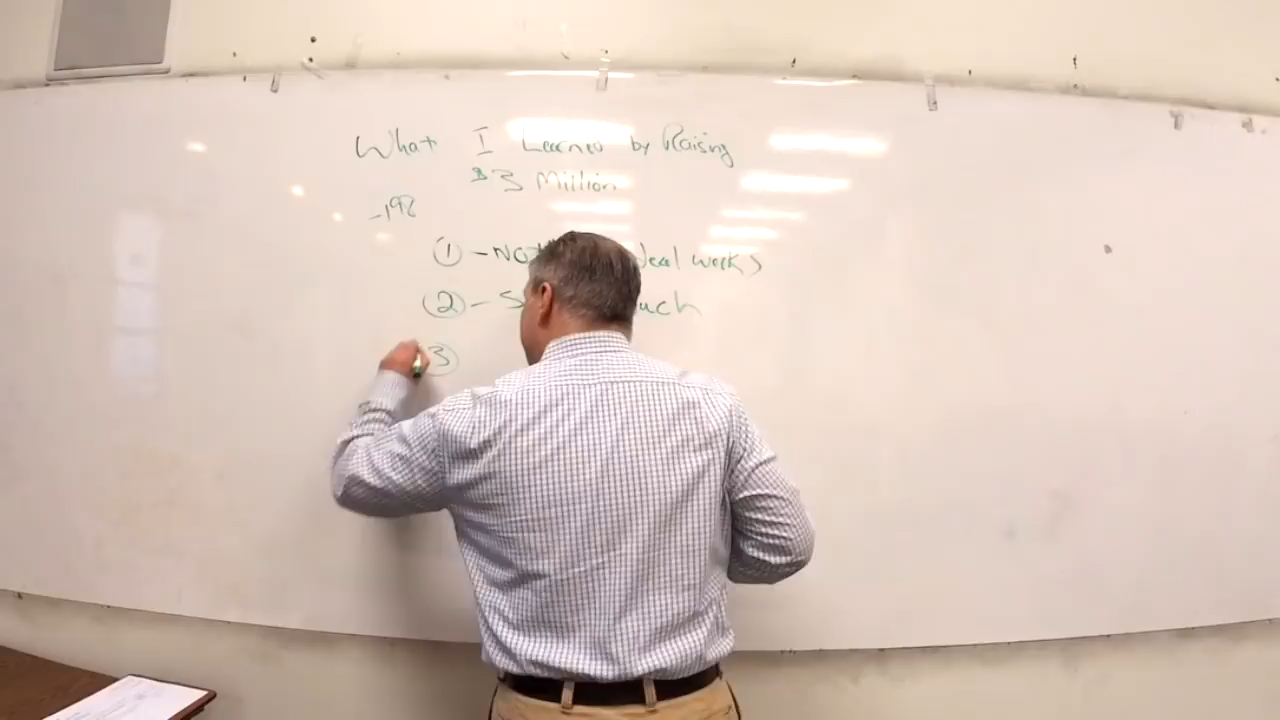 What I Learned by Raising
$3 Million
-198
① - Not Deal works
② - S uch
③